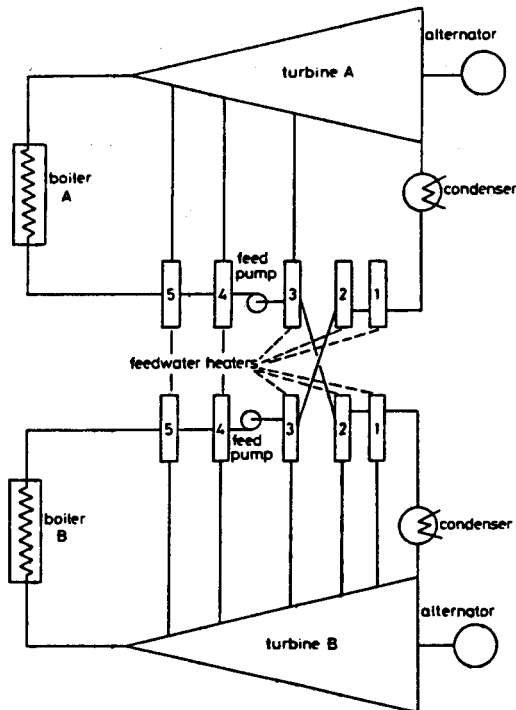 alternator
turbine A
boiler
A
condenser
feed
pump
5
4
3
2
1
feedwater heaters
5
4
3
2
1
feed
pump
boiler
B
condenser
alternator
turbine B